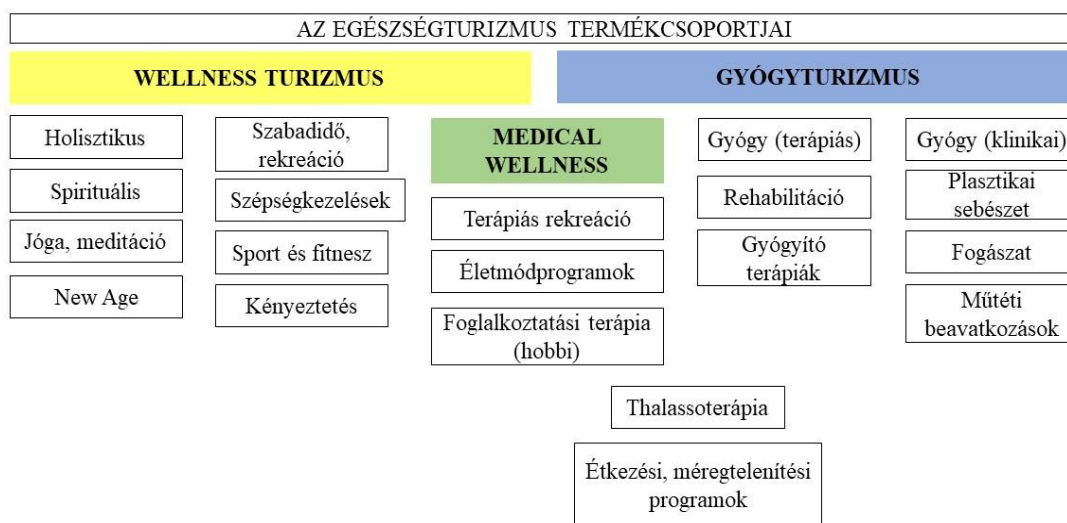 AZ EGÉSZSÉGTURIZMUS TERMÉKCSOPORTJAI
WELLNESS TURIZMUS
GYÓGYTURIZMUS
Holisztikus
Spirituális
Jóga, meditáció
New Age
Szabadidő,
rekreáció
Szépségkezelések
Sport és fitnesz
Kényeztetés
MEDICAL
WELLNESS
Terápiás rekreáció
Életmódprogramok
Foglalkoztatási terápia
(hobbi)
Gyógy (terápiás)
Rehabilitáció
Gyógyító
terápiák
Gyógy (klinikai)
Plasztikai
sebészet
Fogászat
Műtéti
beavatkozások
Thalassoterápia
Étkezési, méregtelenítési
programok